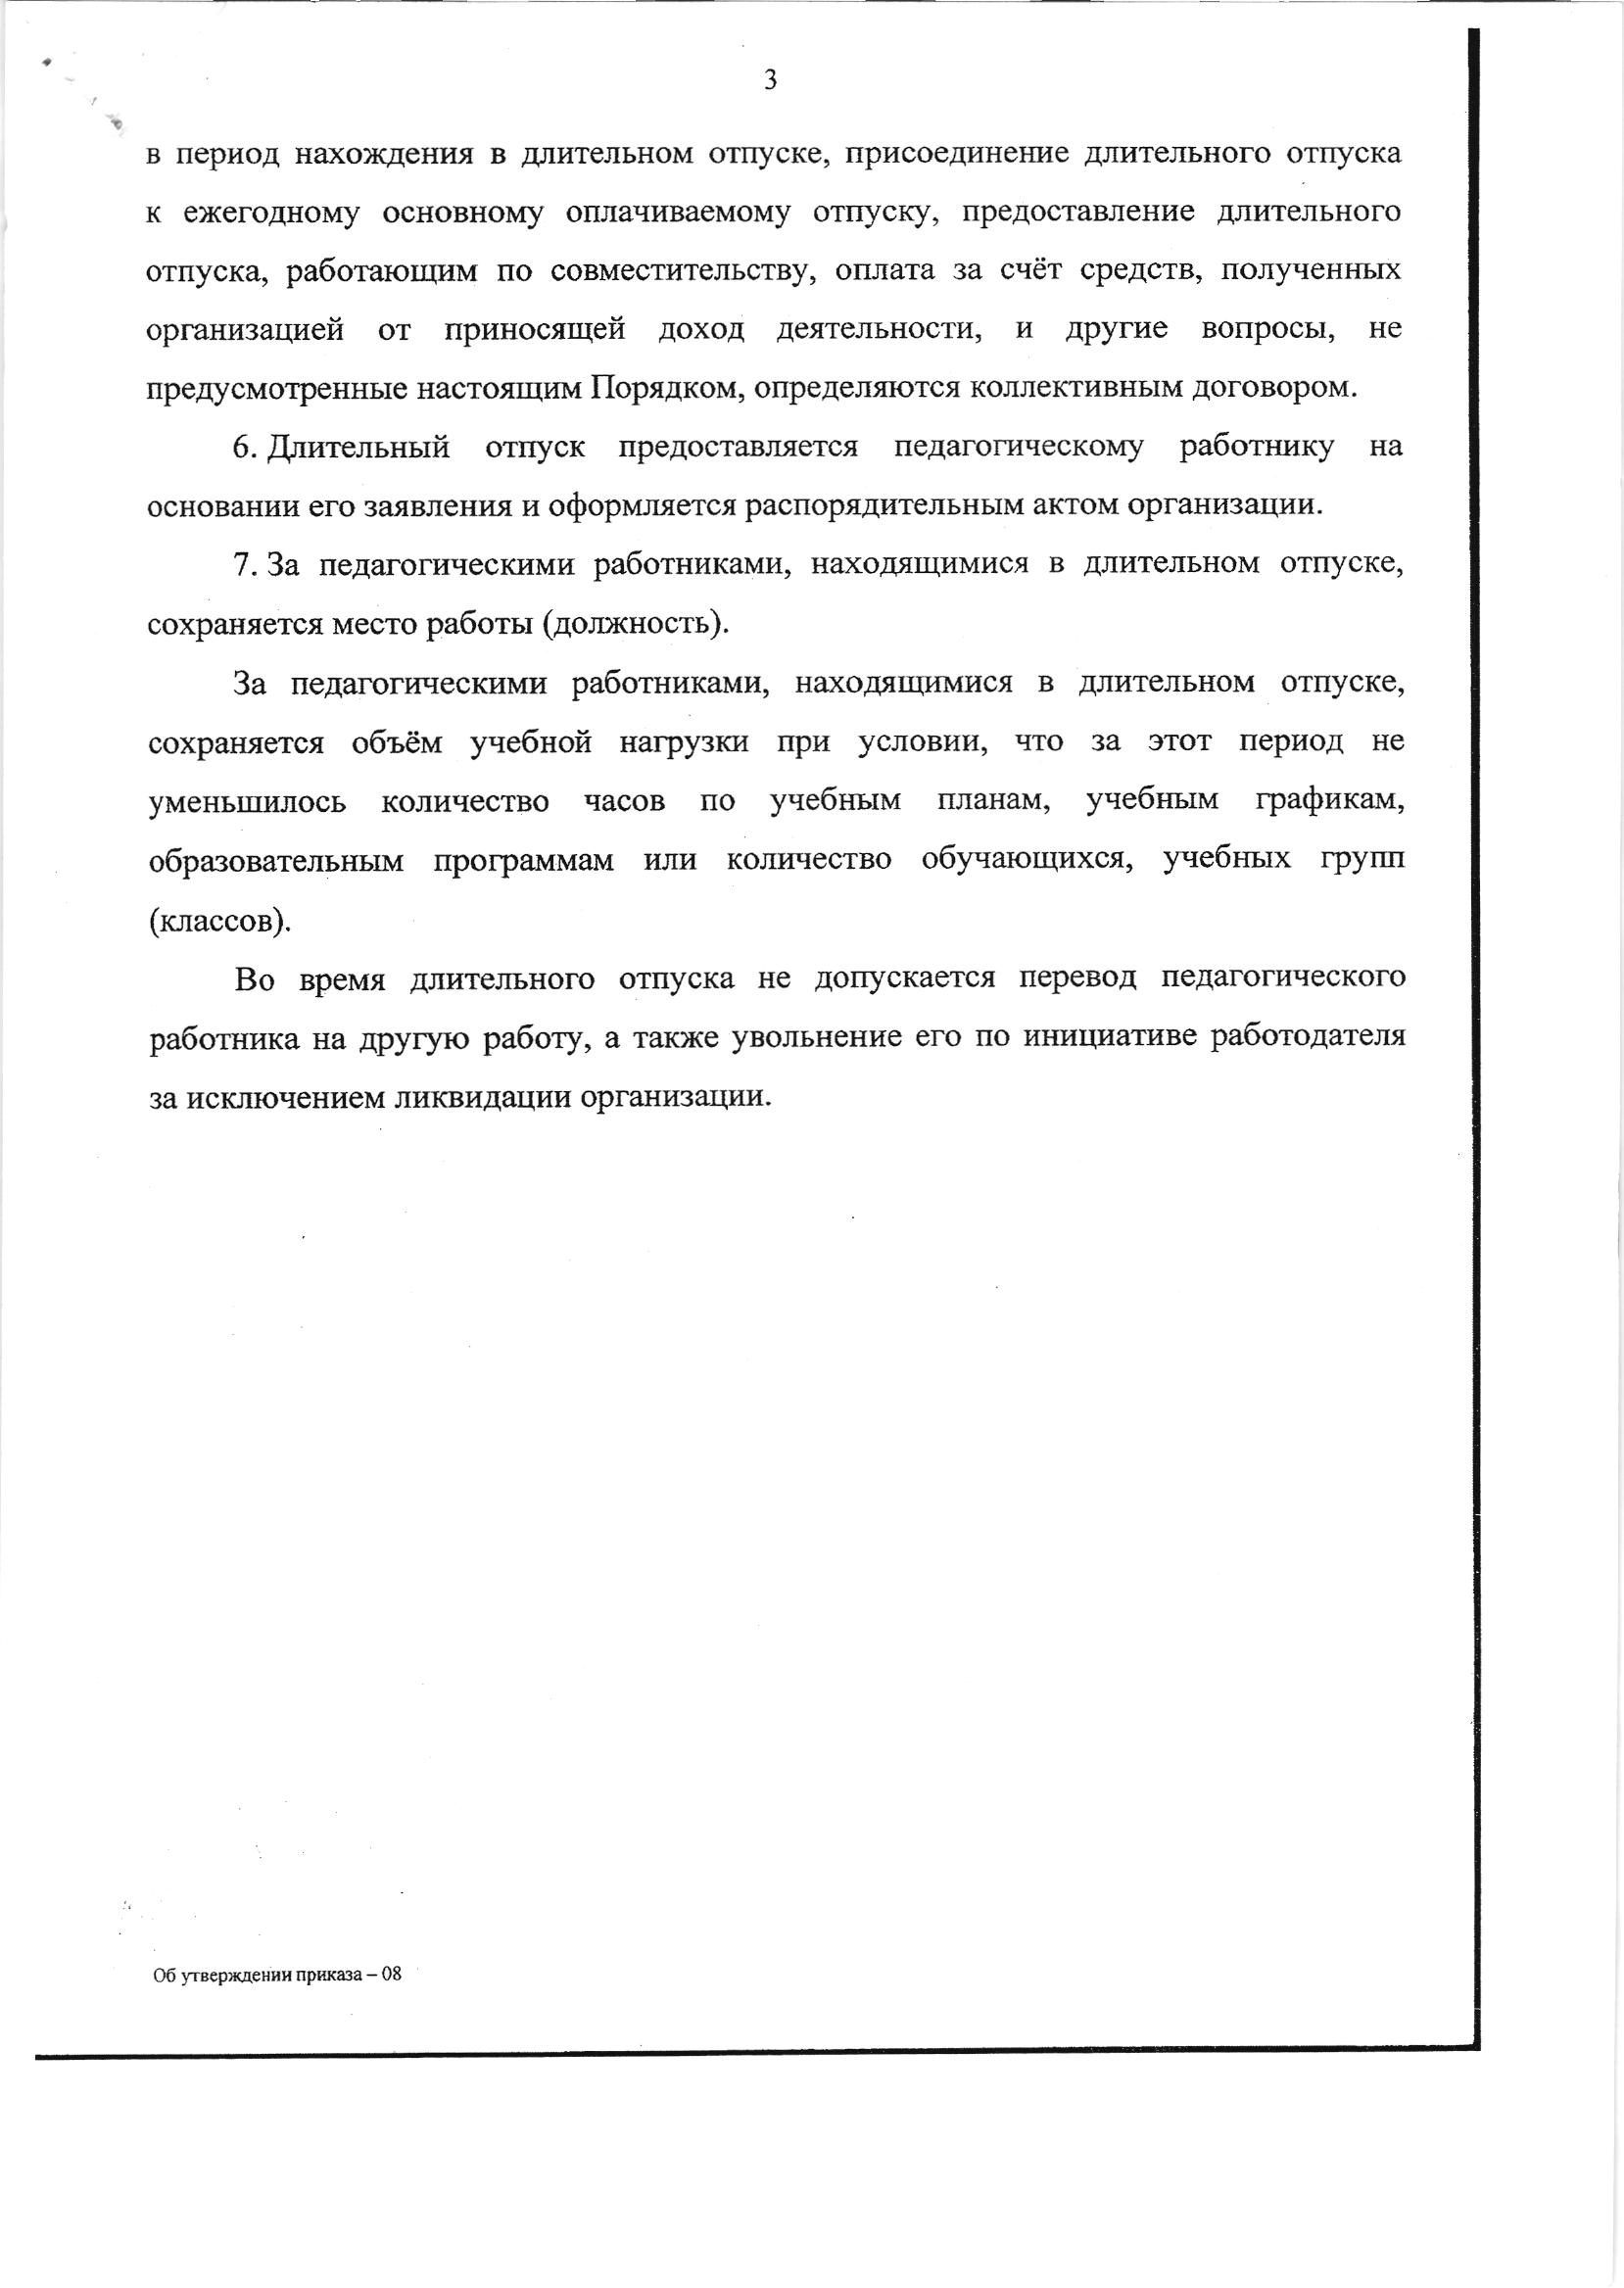 3
в период нахождения в длительном отпуске, присоединение длительного отпуска
к ежегодному основному оплачиваемому отпуску, предоставление длительного
отпуска, работающим по совместительству, оплата за счёт средств, полученных
организацией от приносящей доход деятельности, и другие вопросы, не
предусмотренные настоящим Порядком, определяются коллективным договором.
6. Длительный отпуск предоставляется педагогическому работнику на
основании его заявления и оформляется распорядительным актом организации.
7. За педагогическими работниками, находящимися в длительном отпуске,
сохраняется место работы (должность).
За педагогическими работниками, находящимися в длительном отпуске,
сохраняется объём учебной нагрузки при условии, что за этот период не
уменьшилось количество часов по учебным планам, учебным графикам,
образовательным программам или количество обучающихся, учебных групп
(классов).
Во время длительного отпуска не допускается перевод педагогического
работника на другую работу, а также увольнение его по инициативе работодателя
за исключением ликвидации организации.
Об утверждении приказа – 08